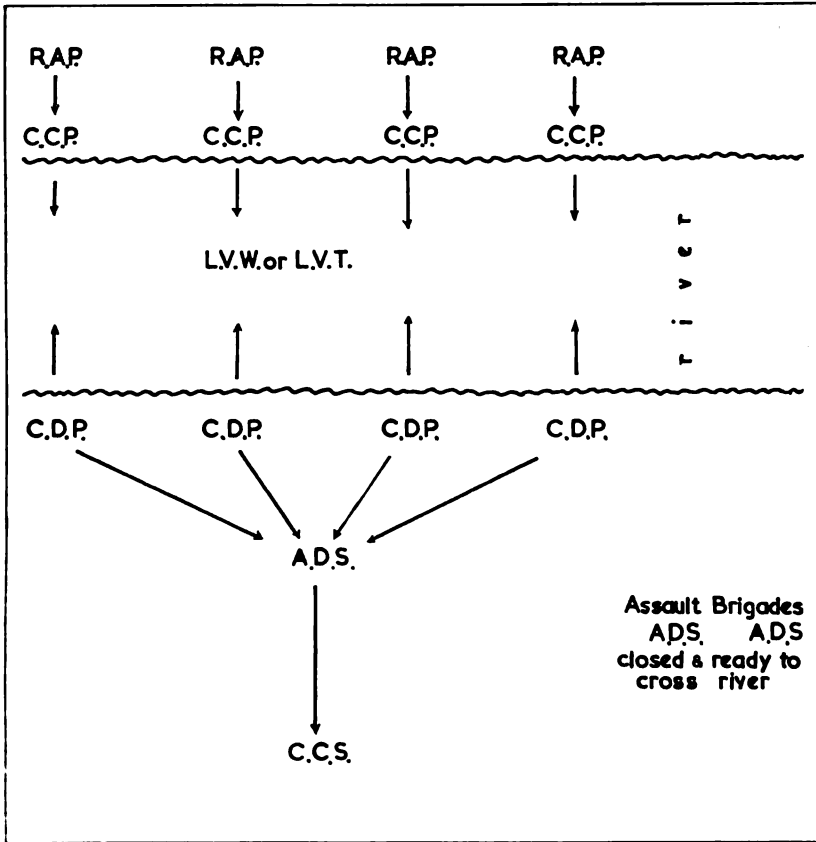 R.A.P. R.A.P. R.A.P. R.A.P.
C.C.P. C.C.P. C.C.P. C.C.P.
L.V.W. or L.V.T.
river
C.D.P. C.D.P. C.D.P. C.D.P.
A.D.S.
Assault Brigades
A.D.S. A.D.S
closed & ready to
cross river
C.C.S.